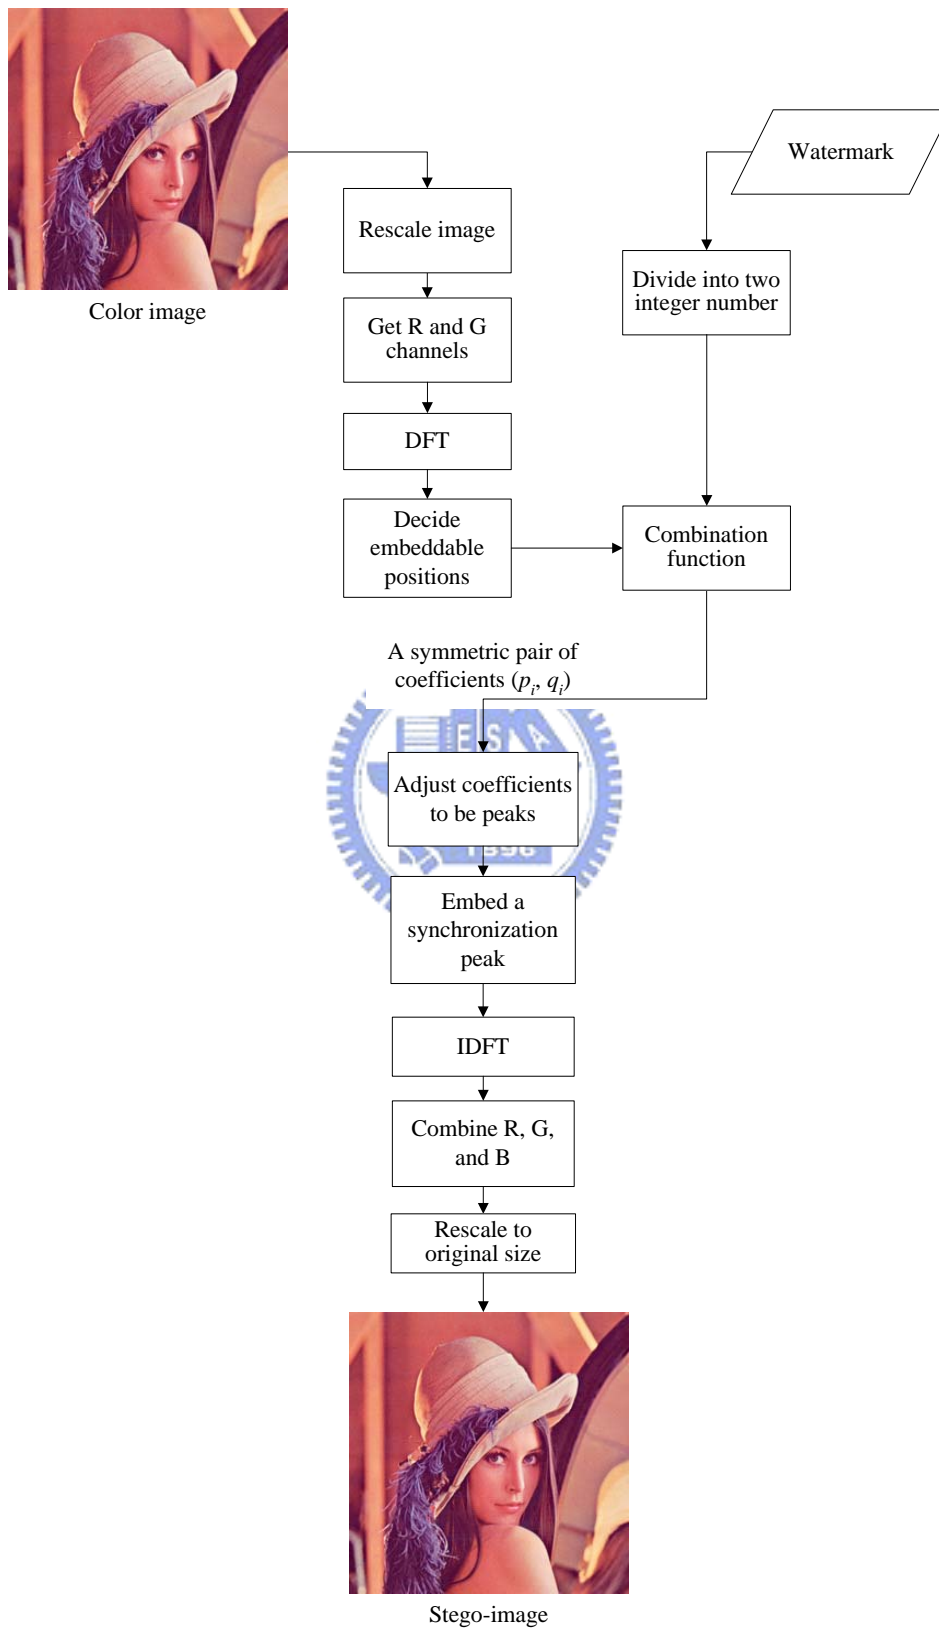 Color image
Watermark
Rescale image
Get R and G
channels
DFT
Decide
embeddable
positions
Divide into two
integer number
Combination
function
A symmetric pair of
coefficients (pᵢ, qᵢ)
E S A
Adjust coefficients
to be peaks
1896
Embed a
synchronization
peak
IDFT
Combine R, G,
and B
Rescale to
original size
Stego-image